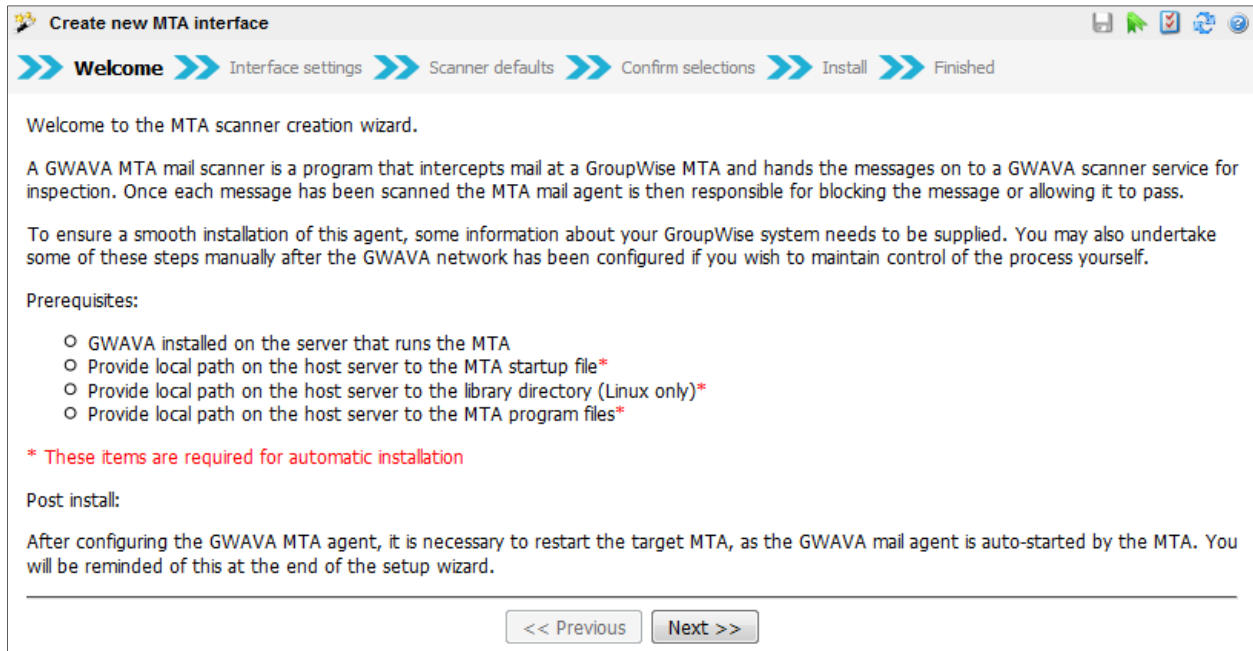 Create new MTA interface
Welcome Interface settings Scanner defaults Confirm selections Install Finished
Welcome to the MTA scanner creation wizard.
A GWAVA MTA mail scanner is a program that intercepts mail at a GroupWise MTA and hands the messages on to a GWAVA scanner service for
inspection. Once each message has been scanned the MTA mail agent is then responsible for blocking the message or allowing it to pass.
To ensure a smooth installation of this agent, some information about your GroupWise system needs to be supplied. You may also undertake
some of these steps manually after the GWAVA network has been configured if you wish to maintain control of the process yourself.
Prerequisites:
GWAVA installed on the server that runs the MTA
Provide local path on the host server to the MTA startup file*
Provide local path on the host server to the library directory (Linux only)*
Provide local path on the host server to the MTA program files*
* These items are required for automatic installation
Post install:
After configuring the GWAVA MTA agent, it is necessary to restart the target MTA, as the GWAVA mail agent is auto-started by the MTA. You
will be reminded of this at the end of the setup wizard.
<< Previous Next >>